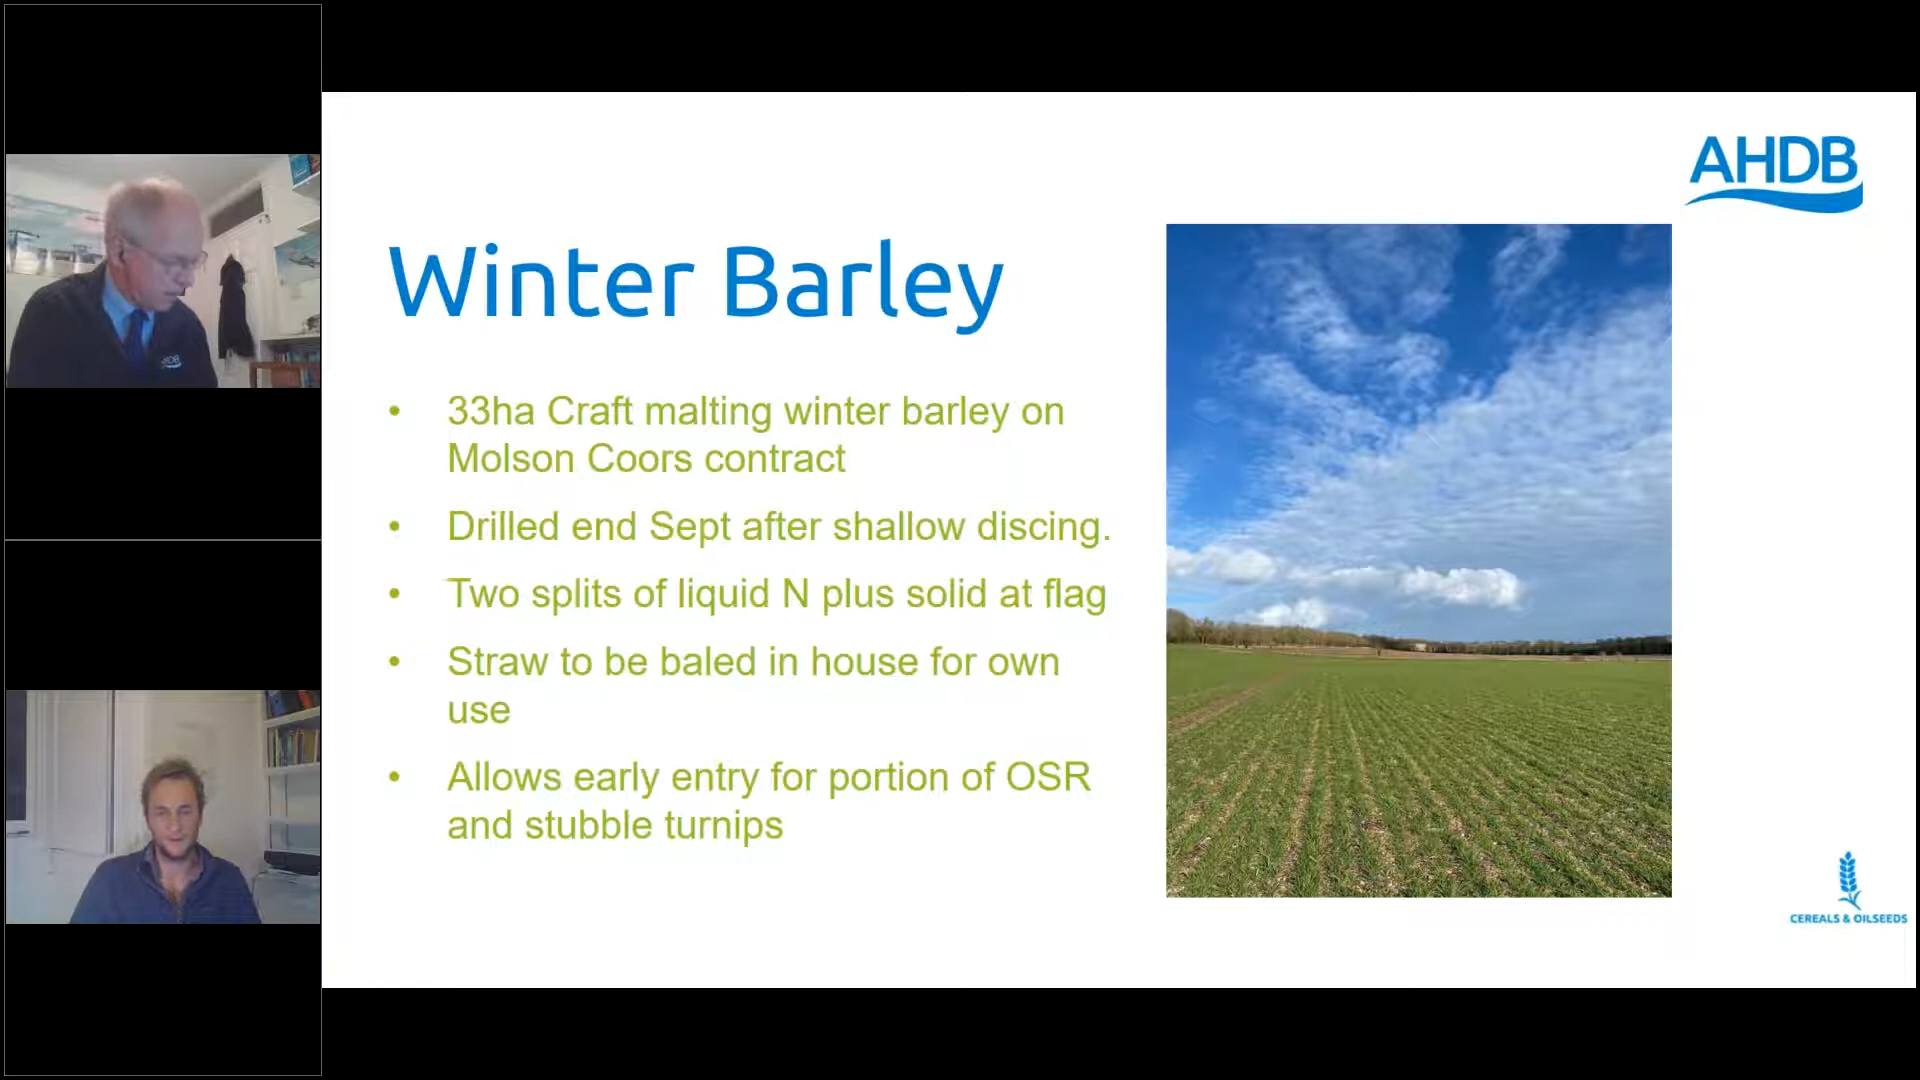 AHDB
Winter Barley
• 33ha Craft malting winter barley on
Molson Coors contract
• Drilled end Sept after shallow discing.
• Two splits of liquid N plus solid at flag
• Straw to be baled in house for own
use
• Allows early entry for portion of OSR
and stubble turnips
CEREALS & OILSEEDS
AHDB